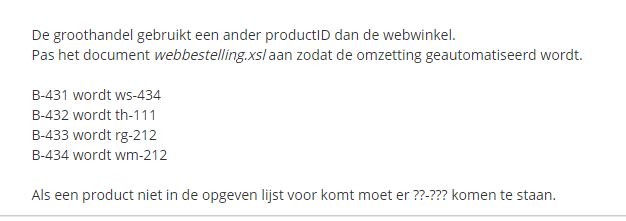 De groothandel gebruikt een ander productID dan de webwinkel.
Pas het document webbestelling.xsl aan zodat de omzetting geautomatiseerd wordt.
B-431 wordt ws-434
B-432 wordt th-111
B-433 wordt rg-212
B-434 wordt wm-212
Als een product niet in de opgeven lijst voor komt moet er ??-??? komen te staan.